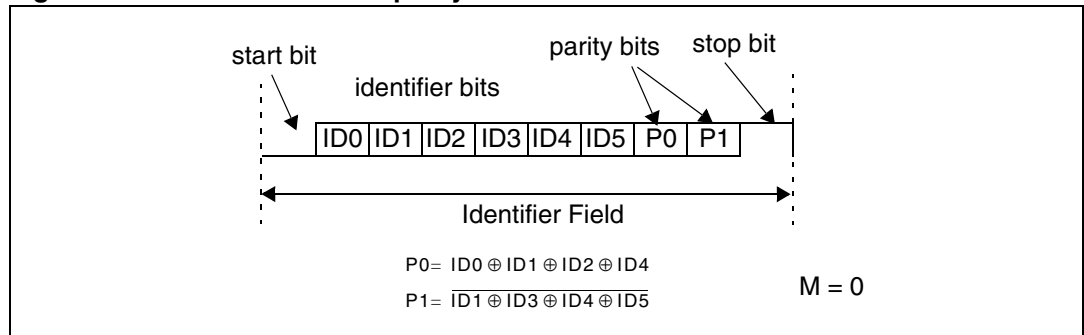 start bit
parity bits
stop bit
identifier bits
ID0 ID1 ID2 ID3 ID4 ID5 P0 P1
Identifier Field
P0= ID0 ⊕ ID1 ⊕ ID2 ⊕ ID4
P1= ID1 ⊕ ID3 ⊕ ID4 ⊕ ID5
M = 0